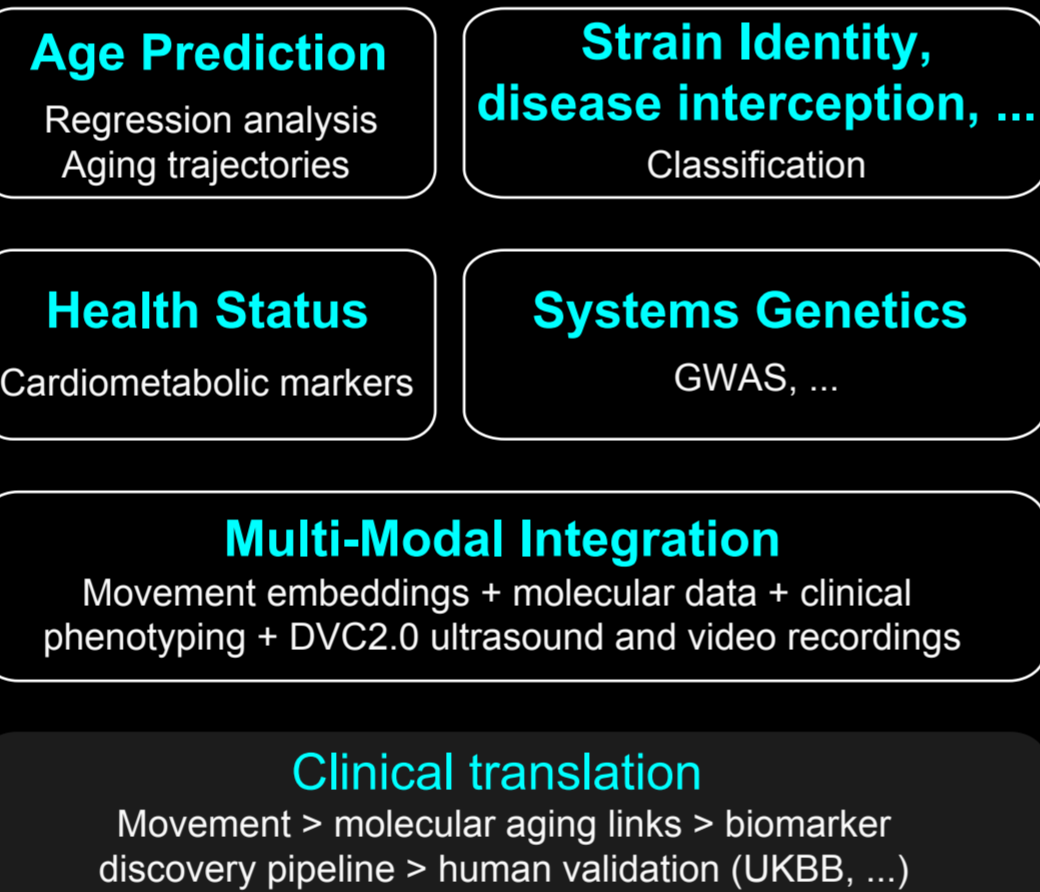 Age Prediction
Regression analysis
Aging trajectories
Strain Identity,
disease interception, ...
Classification
Health Status
Cardiometabolic markers
Systems Genetics
GWAS, ...
Multi-Modal Integration
Movement embeddings + molecular data + clinical
phenotyping + DVC2.0 ultrasound and video recordings
Clinical translation
Movement > molecular aging links > biomarker
discovery pipeline > human validation (UKBB, ...)